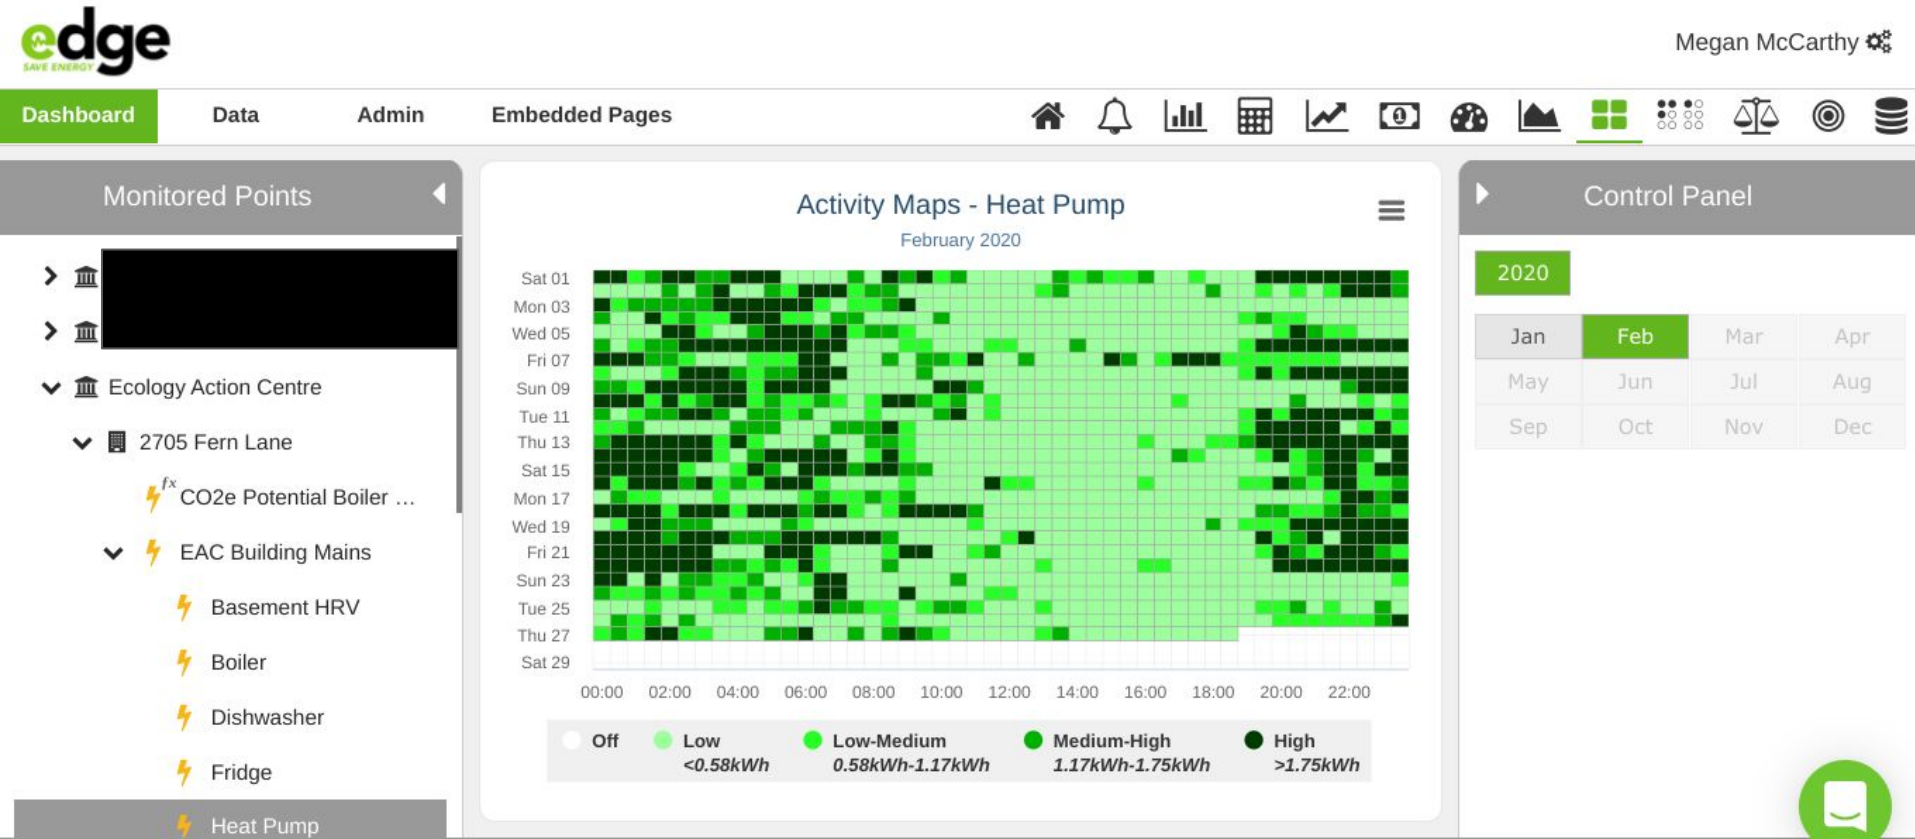 edge
SAVE ENERGY
Megan McCarthy
Dashboard
Data
Admin
Embedded Pages
Monitored Points
Ecology Action Centre
2705 Fern Lane
fx
CO2e Potential Boiler ...
EAC Building Mains
Basement HRV
Boiler
Dishwasher
Fridge
Heat Pump
Activity Maps - Heat Pump
February 2020
Sat 01
Mon 03
Wed 05
Fri 07
Sun 09
Tue 11
Thu 13
Sat 15
Mon 17
Wed 19
Fri 21
Sun 23
Tue 25
Thu 27
Sat 29
00:00 02:00 04:00 06:00 08:00 10:00 12:00 14:00 16:00 18:00 20:00 22:00
Off Low Low-Medium Medium-High High
<0.58kWh 0.58kWh-1.17kWh 1.17kWh-1.75kWh >1.75kWh
Control Panel
2020
Jan Feb Mar Apr
May Jun Jul Aug
Sep Oct Nov Dec